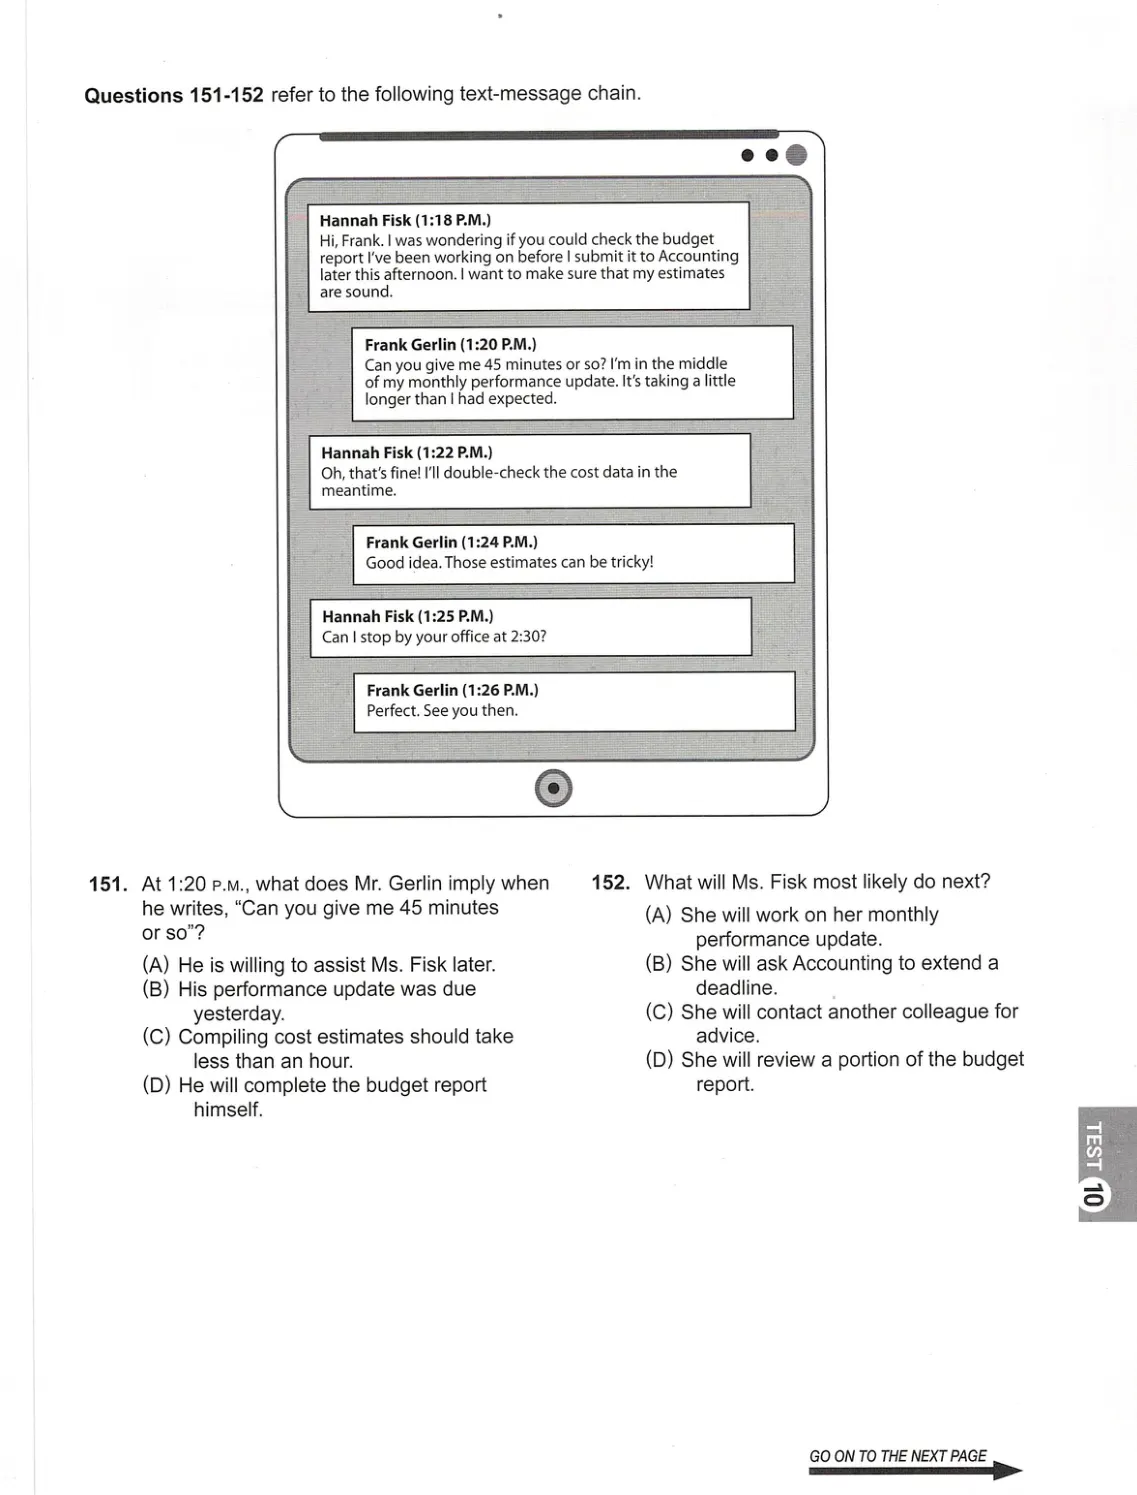 Questions 151-152 refer to the following text-message chain.
Hannah Fisk (1:18 P.M.)
Hi, Frank. I was wondering if you could check the budget
report I've been working on before I submit it to Accounting
later this afternoon. I want to make sure that my estimates
are sound.
Frank Gerlin (1:20 P.M.)
Can you give me 45 minutes or so? I'm in the middle
of my monthly performance update. It's taking a little
longer than I had expected.
Hannah Fisk (1:22 P.M.)
Oh, that's fine! I'll double-check the cost data in the
meantime.
Frank Gerlin (1:24 P.M.)
Good idea. Those estimates can be tricky!
Hannah Fisk (1:25 P.M.)
Can I stop by your office at 2:30?
Frank Gerlin (1:26 P.M.)
Perfect. See you then.
151. At 1:20 P.M., what does Mr. Gerlin imply when
he writes, “Can you give me 45 minutes
or so”?
(A) He is willing to assist Ms. Fisk later.
(B) His performance update was due
yesterday.
(C) Compiling cost estimates should take
less than an hour.
(D) He will complete the budget report
himself.
152. What will Ms. Fisk most likely do next?
(A) She will work on her monthly
performance update.
(B) She will ask Accounting to extend a
deadline.
(C) She will contact another colleague for
advice.
(D) She will review a portion of the budget
report.
TEST 10
GO ON TO THE NEXT PAGE